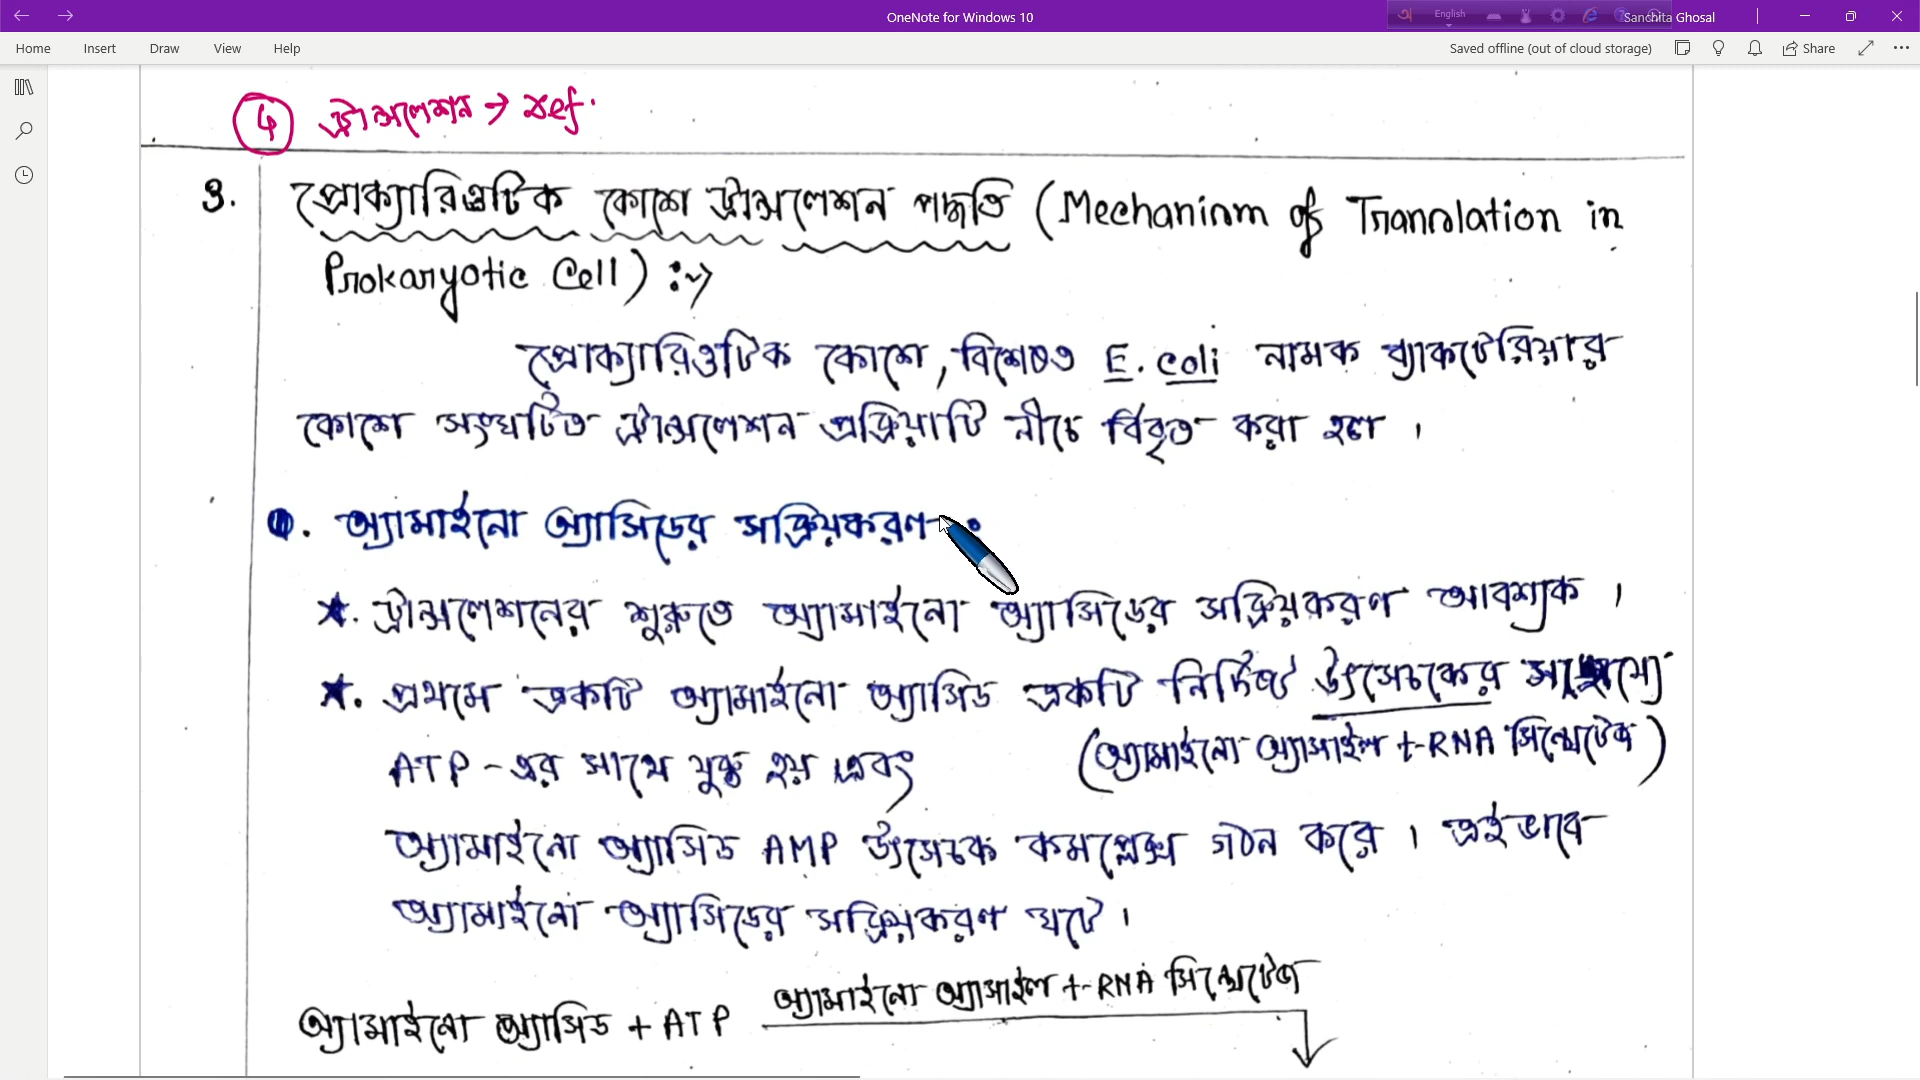 OneNote for Windows 10
English
Sanchita Ghosal
Home Insert Draw View Help
Saved offline (out of cloud storage)
Share
4 ট্রান্সলেশন → Def.
3. প্রোক্যারিওটিক কোশে ট্রান্সলেশন পদ্ধতি (Mechanism of Translation in
Prokaryotic Cell) :→
প্রোক্যারিওটিক কোশে, বিশেষত E. coli নামক ব্যাকটেরিয়ার
কোশে সংঘটিত ট্রান্সলেশন প্রক্রিয়াটি নীচে বিবৃত করা হল ।
অ্যামাইনো অ্যাসিডের সক্রিয়করণ
★. ট্রান্সলেশনের শুরুতে অ্যামাইনো অ্যাসিডের সক্রিয়করণ আবশ্যক ।
★. প্রথমে একটি অ্যামাইনো অ্যাসিড একটি নির্দিষ্ট উৎসেচকের সাহায্যে
(অ্যামাইনো অ্যাসাইল t-RNA সিন্থেটেজ)
ATP-এর সাথে যুক্ত হয় এবং
অ্যামাইনো অ্যাসিড AMP উৎসেচক কমপ্লেক্স গঠন করে । এইভাবে
অ্যামাইনো অ্যাসিডের সক্রিয়করণ ঘটে ।
অ্যামাইনো অ্যাসাইল t-RNA সিন্থেটেজ
অ্যামাইনো অ্যাসিড + ATP